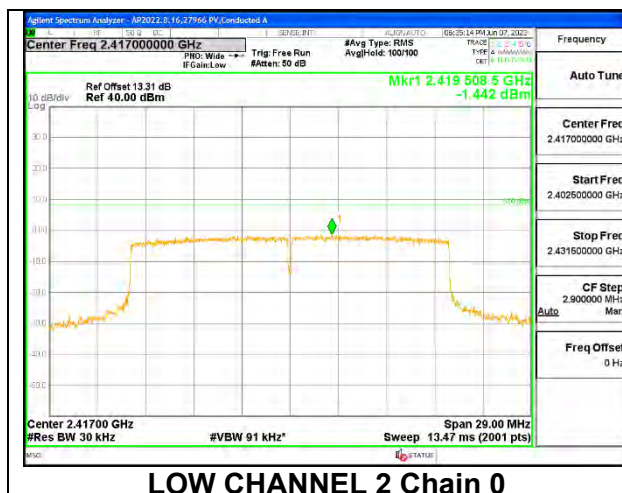 Agilent Spectrum Analyzer - AP2022.8.16,27966 PY,Conducted A
RF 50 Ω DC SENSE:INT ALIGNAUTO 06:35:14 PM Jun 07, 2023
Center Freq 2.417000000 GHz
PNO: Wide
IFGain:Low
Trig: Free Run
#Atten: 50 dB
#Avg Type: RMS
Avg|Hold: 100/100
TRACE
TYPE
DET
Frequency
Auto Tune
Mkr1 2.419 508 5 GHz
-1.442 dBm
Ref Offset 13.31 dB
Ref 40.00 dBm
10 dB/div
Log
30.0
20.0
10.0
0.00
-10.0
-20.0
-30.0
-40.0
-50.0
1
Center Freq
2.417000000 GHz
Start Freq
2.402500000 GHz
Stop Freq
2.431500000 GHz
CF Step
2.900000 MHz
Auto Man
Freq Offset
0 Hz
Center 2.41700 GHz
Span 29.00 MHz
#Res BW 30 kHz
#VBW 91 kHz*
Sweep 13.47 ms (2001 pts)
MSG
STATUS
LOW CHANNEL 2 Chain 0